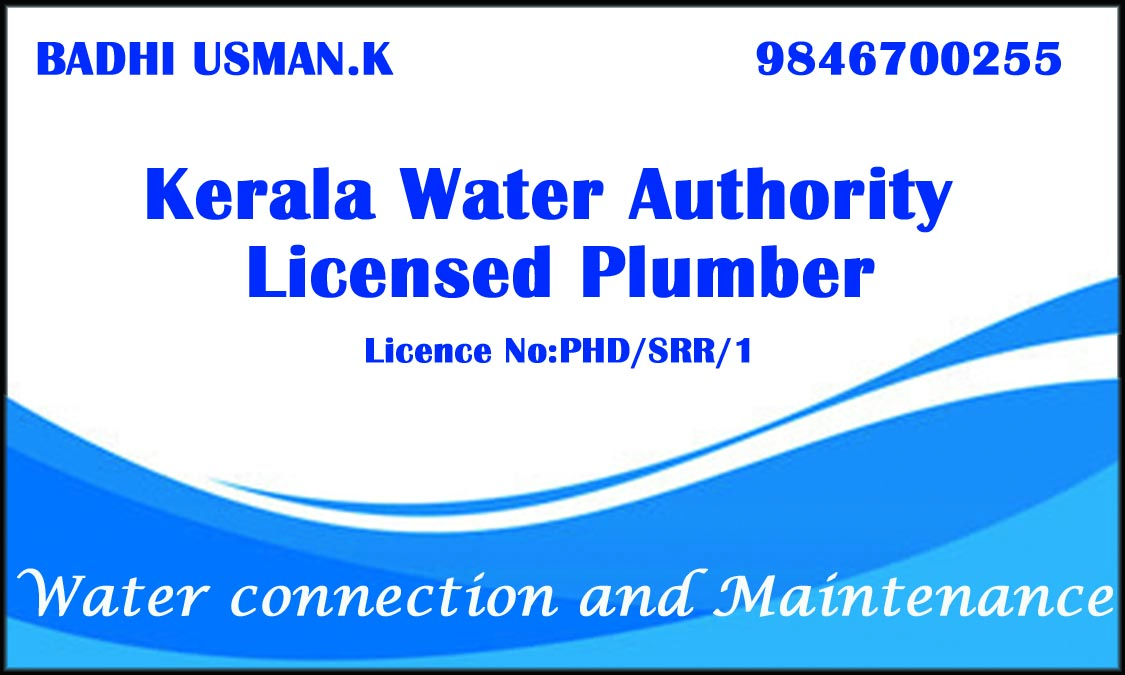 BADHI USMAN.K 9846700255
Kerala Water Authority
Licensed Plumber
Licence No:PHD/SRR/1
Water connection and Maintenance